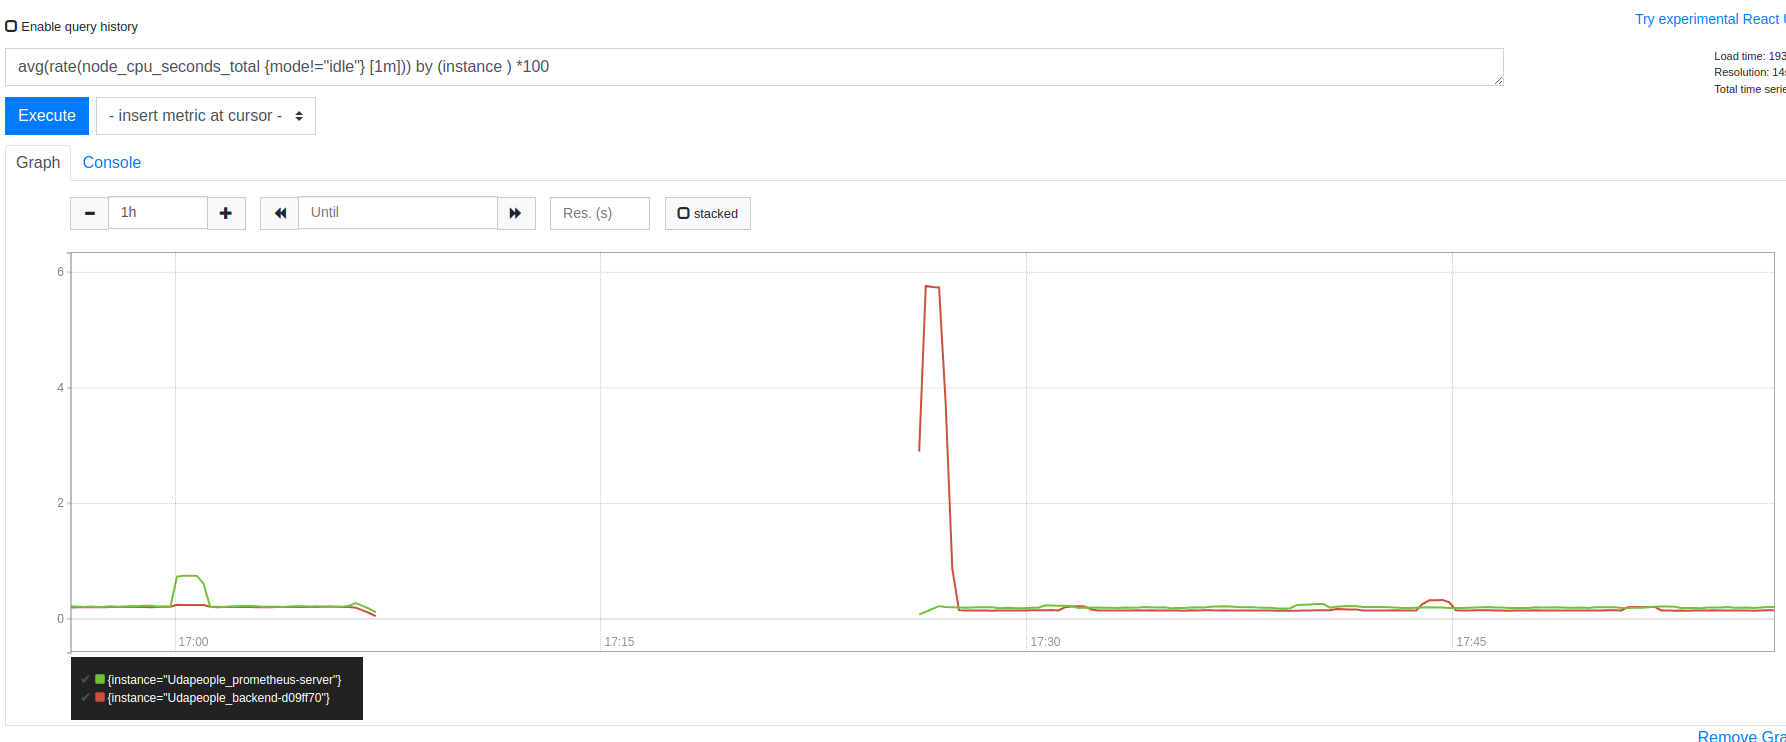 Enable query history
Try experimental React U
avg(rate(node_cpu_seconds_total {mode!="idle"} [1m])) by (instance ) *100
Load time: 193
Resolution: 14s
Total time serie
Execute
- insert metric at cursor -
Graph
Console
1h
Until
Res. (s)
stacked
6
4
2
0
17:00
17:15
17:30
17:45
{instance="Udapeople_prometheus-server"}
{instance="Udapeople_backend-d09ff70"}
Remove Gra